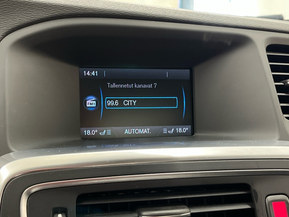 14:41
Tallennetut kanavat 7
99.6 CITY
18.0° AUTOMAT. 18.0°